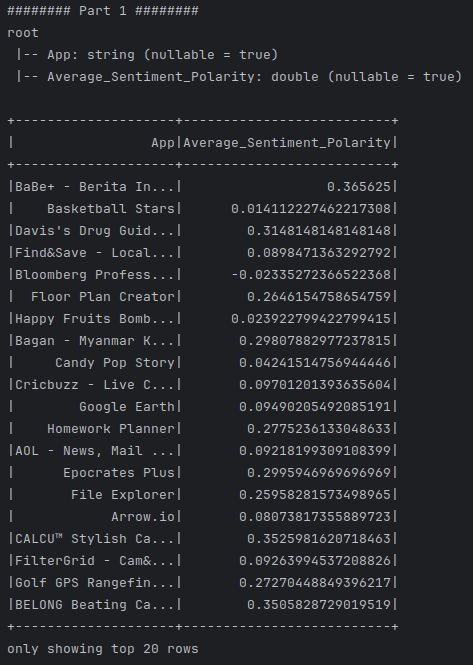 ######## Part 1 ########
root
 |-- App: string (nullable = true)
 |-- Average_Sentiment_Polarity: double (nullable = true)

+--------------------+--------------------------+
|                 App|Average_Sentiment_Polarity|
+--------------------+--------------------------+
|BaBe+ - Berita In...|                  0.365625|
|    Basketball Stars|      0.014112227462217308|
|Davis's Drug Guid...|        0.3148148148148148|
|Find&Save - Local...|        0.0898471363292792|
|Bloomberg Profess...|      -0.02335272366522368|
|  Floor Plan Creator|        0.2646154758654759|
|Happy Fruits Bomb...|      0.023922799422799415|
|Bagan - Myanmar K...|       0.29807882977237815|
|     Candy Pop Story|       0.04241514756944446|
|Cricbuzz - Live C...|       0.09701201393635604|
|        Google Earth|       0.09490205492085191|
|    Homework Planner|        0.2775236133048633|
|AOL - News, Mail ...|       0.09218199309108399|
|      Epocrates Plus|        0.2995946969696969|
|       File Explorer|       0.25958281573498965|
|            Arrow.io|       0.08073817355889723|
|CALCU™ Stylish Ca...|        0.3525981620718463|
|FilterGrid - Cam&...|       0.09263994537208826|
|Golf GPS Rangefin...|       0.27270448849396217|
|BELONG Beating Ca...|        0.3505828729019519|
+--------------------+--------------------------+
only showing top 20 rows